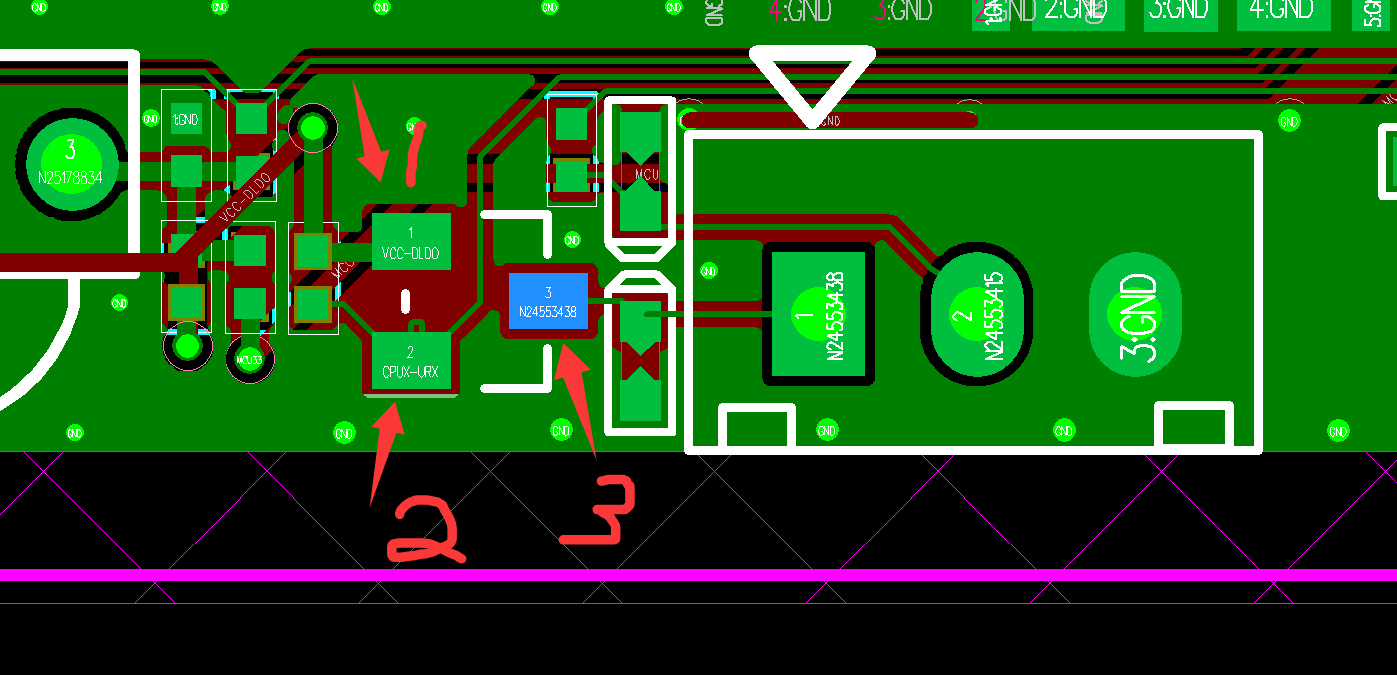 GND
GND
GND
GND
GND
GND
4:GND
3:GND
2:GND
1:GND
2:GND
3:GND
4:GND
5:GND
1:GND
GND
GND
GND
GND
3
N25178834
VCC-DLDO
1
1
VCC-DLDO
MCU
GND
GND
GND
3
N24553438
1
N24553438
2
N24553415
3:GND
2
CPUX-URX
MCU33
GND
GND
GND
GND
GND
GND
2
3